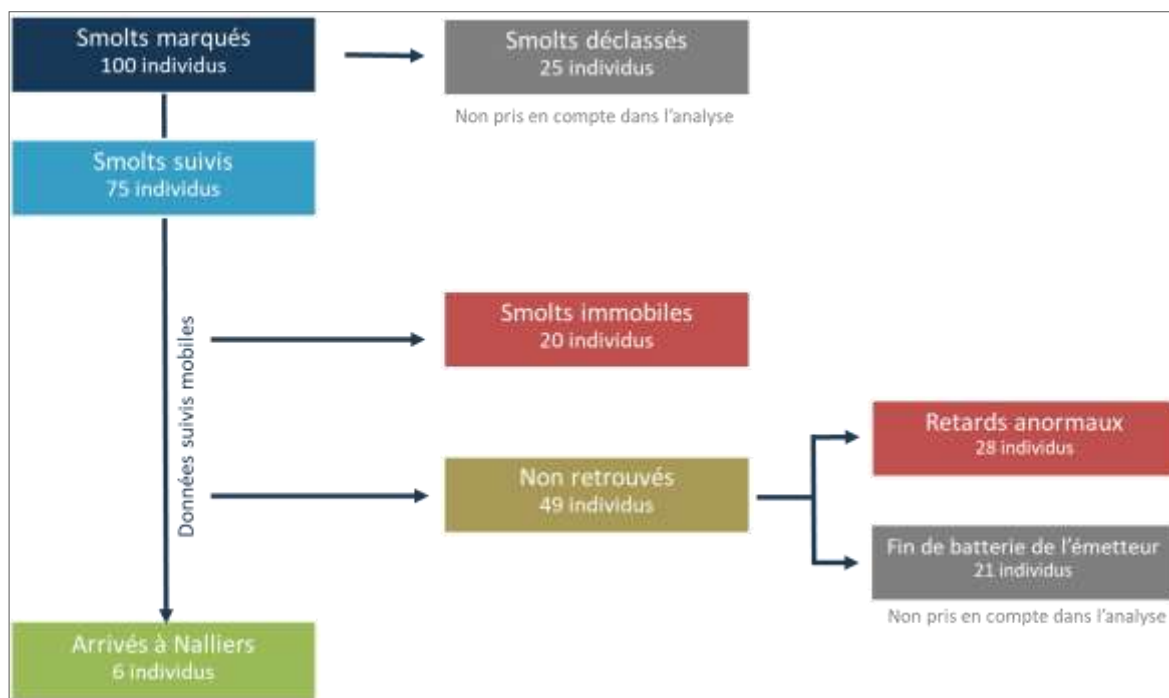 Smolts marqués
100 individus
Smolts déclassés
25 individus
Non pris en compte dans l'analyse
Smolts suivis
75 individus
Données suivis mobiles
Smolts immobiles
20 individus
Non retrouvés
49 individus
Retards anormaux
28 individus
Fin de batterie de l'émetteur
21 individus
Non pris en compte dans l'analyse
Arrivés à Nalliers
6 individus